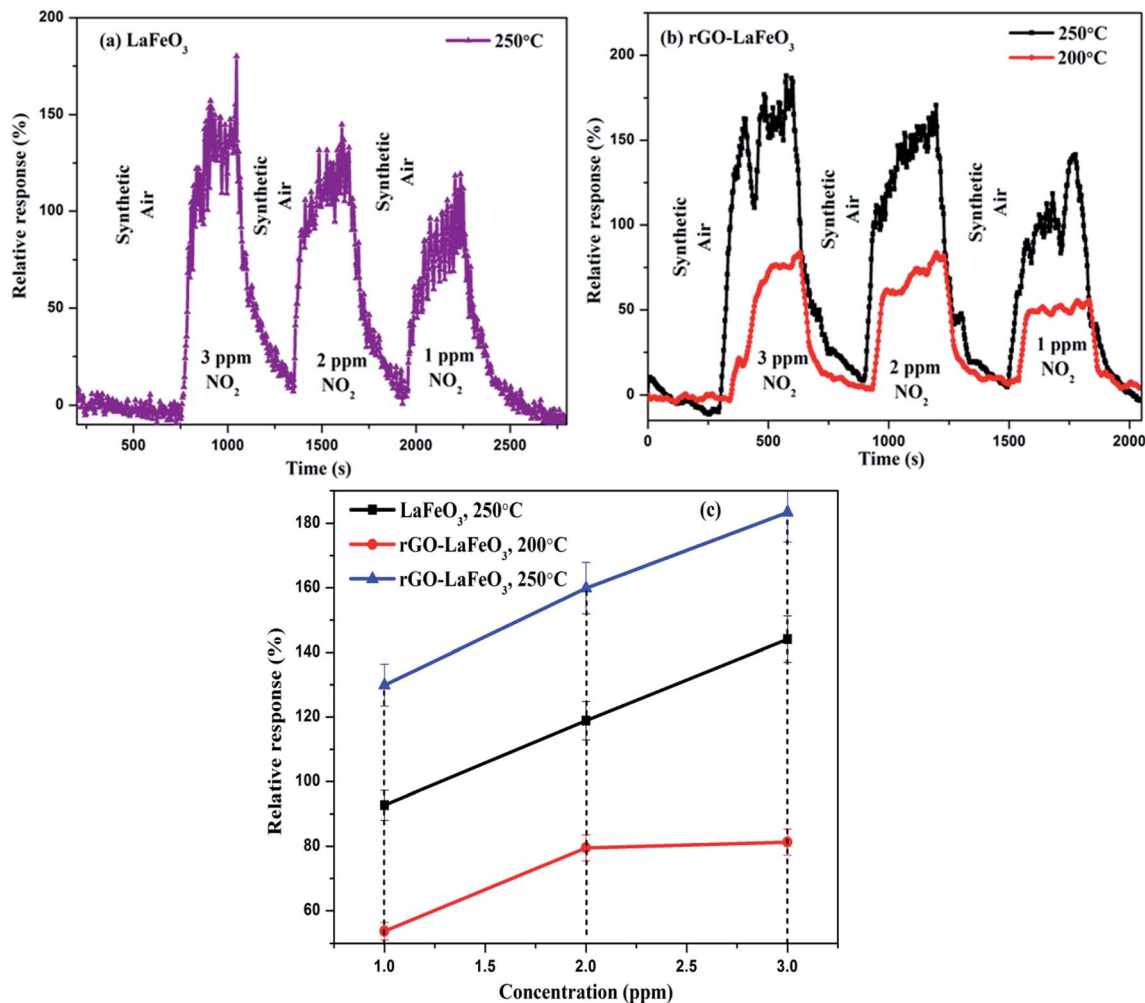 (a) LaFeO₃
250°C
Relative response (%)
200
150
100
50
0
Synthetic
Air
Synthetic
Air
Synthetic
Air
3 ppm
NO₂
2 ppm
NO₂
1 ppm
NO₂
500 1000 1500 2000 2500
Time (s)
(b) rGO-LaFeO₃
250°C
200°C
Relative response (%)
200
150
100
50
0
Synthetic
Air
Synthetic
Air
Synthetic
Air
3 ppm
NO₂
2 ppm
NO₂
1 ppm
NO₂
0 500 1000 1500 2000
Time (s)
(c)
LaFeO₃, 250°C
rGO-LaFeO₃, 200°C
rGO-LaFeO₃, 250°C
Relative response (%)
180
160
140
120
100
80
60
1.0 1.5 2.0 2.5 3.0
Concentration (ppm)